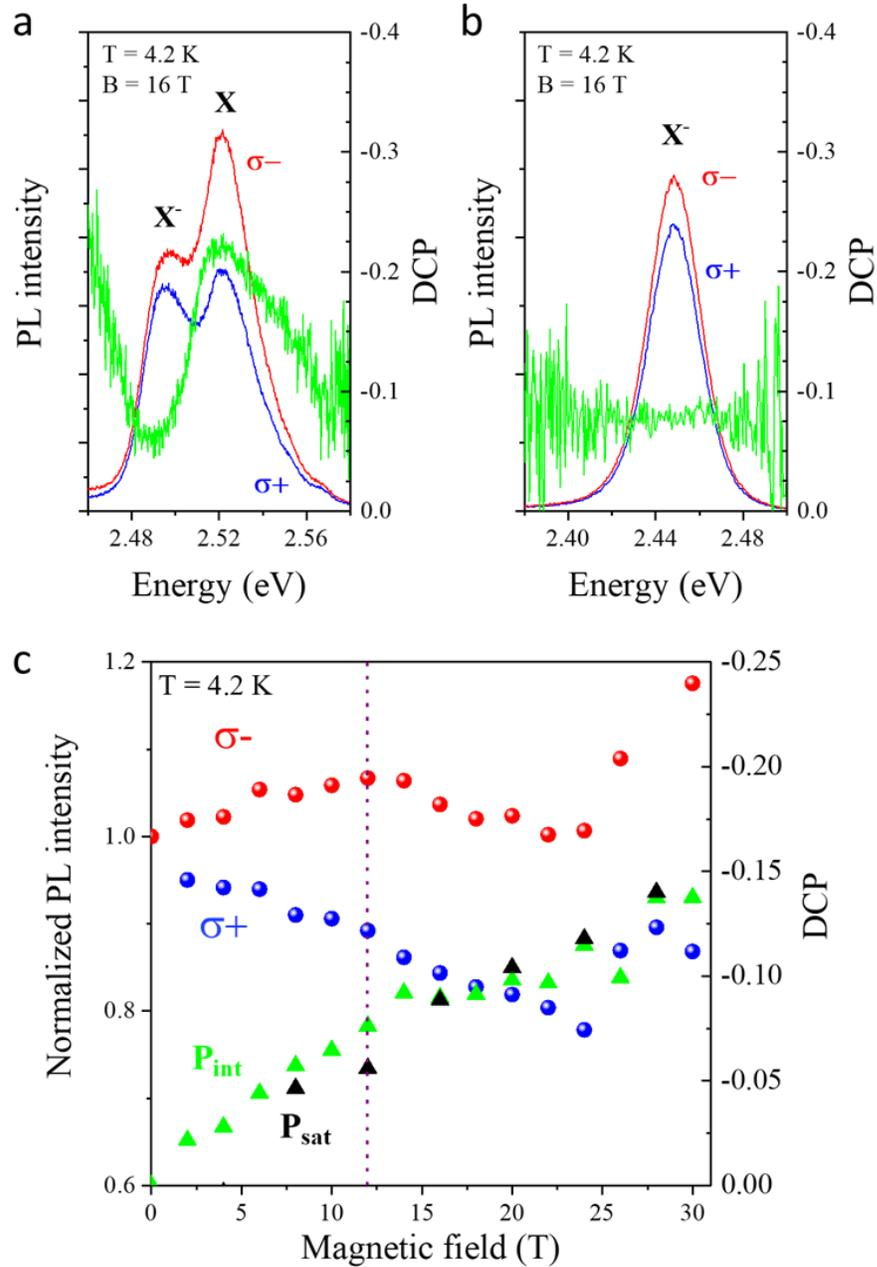 a
T = 4.2 K
B = 16 T
X
X⁻
σ−
σ+
PL intensity
-0.4
-0.3
-0.2
-0.1
0.0
DCP
2.48 2.52 2.56
Energy (eV)
b
T = 4.2 K
B = 16 T
X⁻
σ−
σ+
PL intensity
-0.4
-0.3
-0.2
-0.1
0.0
DCP
2.40 2.44 2.48
Energy (eV)
c
T = 4.2 K
σ-
σ+
P_int
P_sat
Normalized PL intensity
1.2
1.0
0.8
0.6
-0.25
-0.20
-0.15
-0.10
-0.05
0.00
DCP
0 5 10 15 20 25 30
Magnetic field (T)